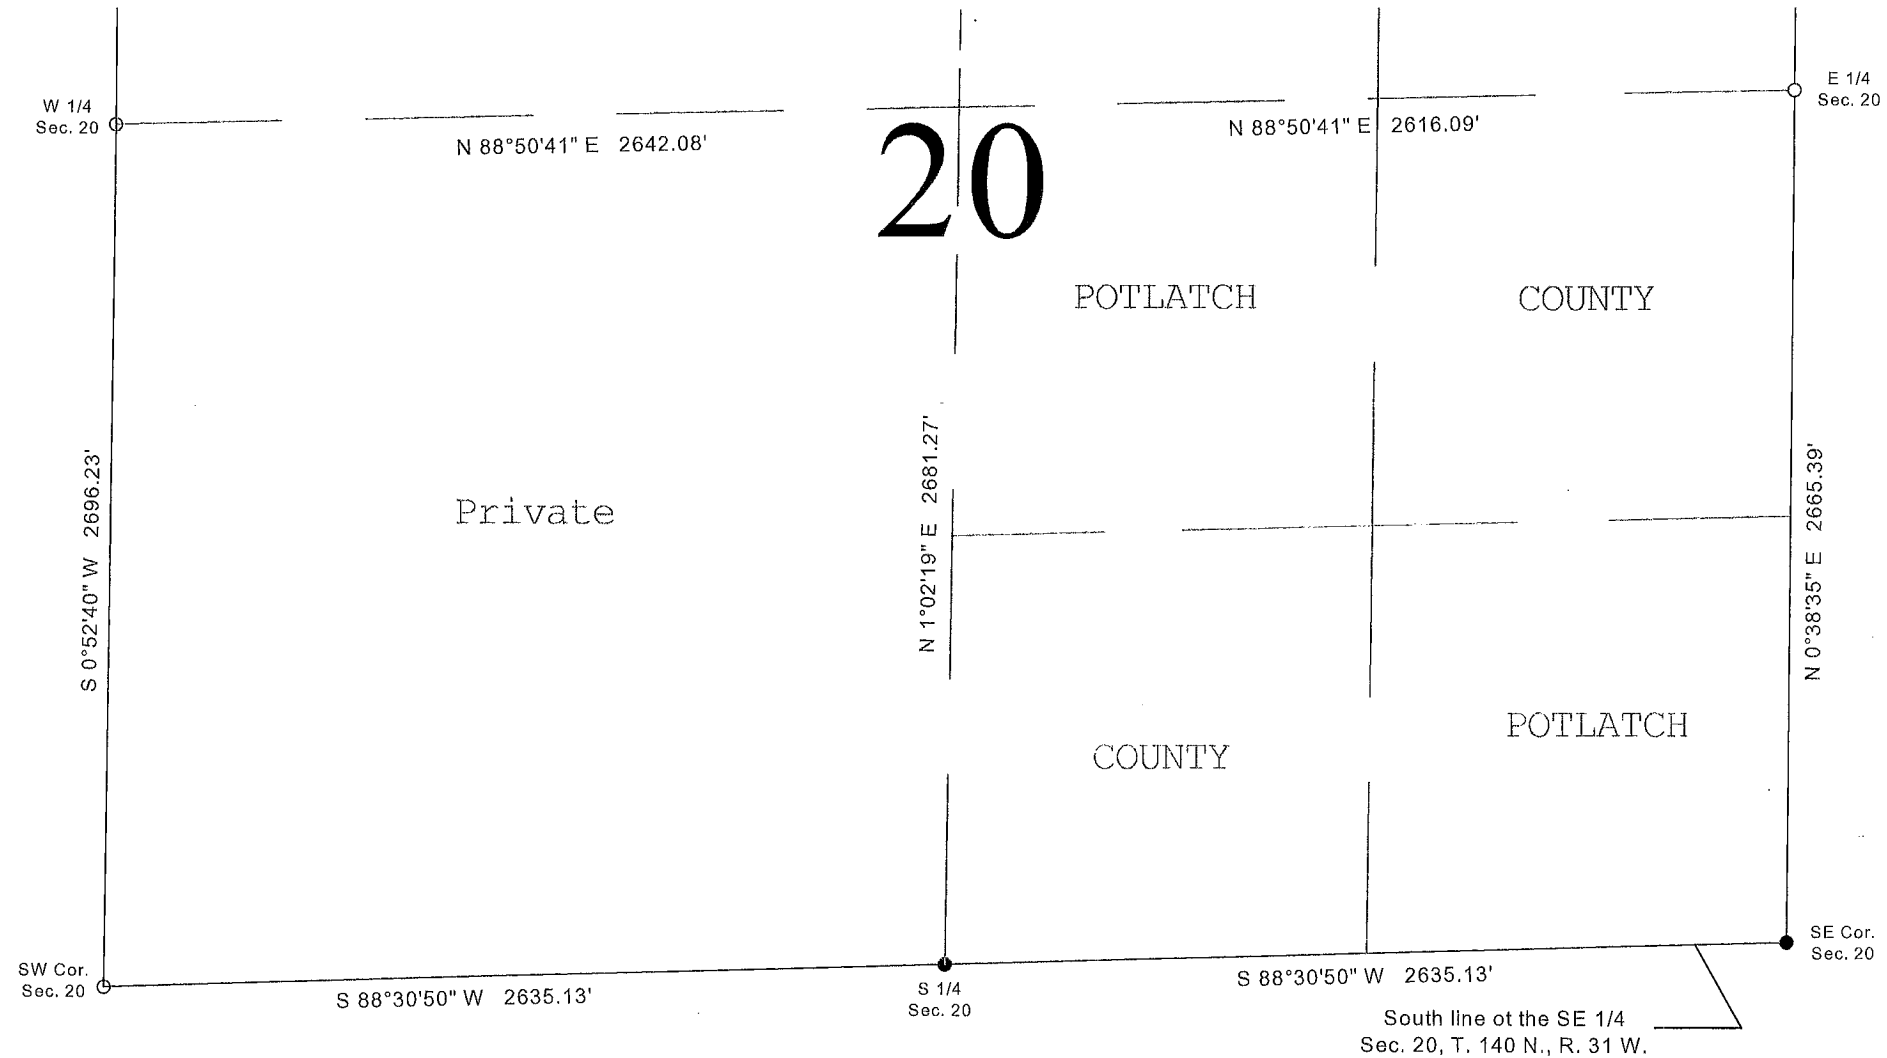 E 1/4
Sec. 20
W 1/4
Sec. 20
N 88°50'41" E 2642.08'
N 88°50'41" E 2616.09'
20
POTLATCH
COUNTY
S 0°52'40" W 2696.23'
Private
N 1°02'19" E 2681.27'
N 0°38'35" E 2665.39'
COUNTY
POTLATCH
SE Cor.
Sec. 20
SW Cor.
Sec. 20
S 88°30'50" W 2635.13'
S 1/4
Sec. 20
S 88°30'50" W 2635.13'
South line ot the SE 1/4
Sec. 20, T. 140 N., R. 31 W.